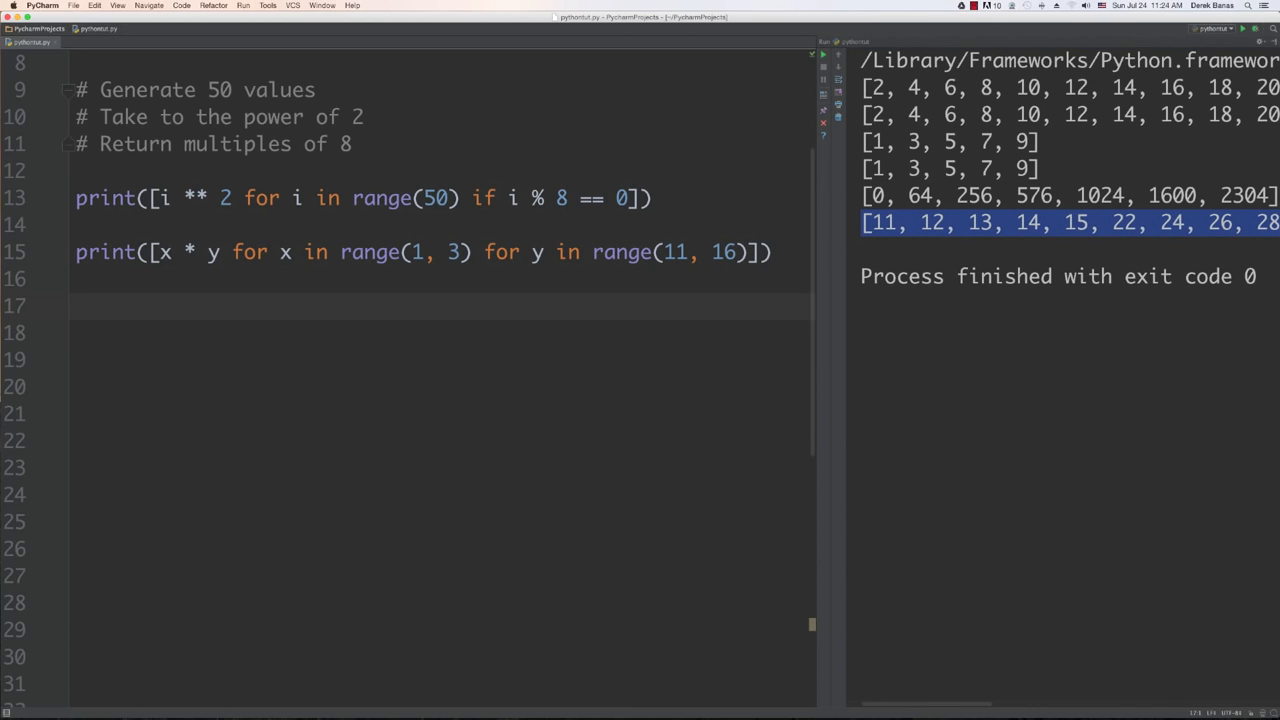 PyCharm File Edit View Navigate Code Refactor Run Tools VCS Window Help 10 Sun Jul 24 11:24 AM Derek Banas
pythontut.py - PycharmProjects - [~/PycharmProjects]
PycharmProjects pythontut.py pythontut
pythontut.py Run: pythontut
8
9 # Generate 50 values
10 # Take to the power of 2
11 # Return multiples of 8
12
13 print([i ** 2 for i in range(50) if i % 8 == 0])
14
15 print([x * y for x in range(1, 3) for y in range(11, 16)])
16
17
18
19
20
21
22
23
24
25
26
27
28
29
30
31
/Library/Frameworks/Python.framewor
[2, 4, 6, 8, 10, 12, 14, 16, 18, 20
[2, 4, 6, 8, 10, 12, 14, 16, 18, 20
[1, 3, 5, 7, 9]
[1, 3, 5, 7, 9]
[0, 64, 256, 576, 1024, 1600, 2304]
[11, 12, 13, 14, 15, 22, 24, 26, 28
Process finished with exit code 0
17:1 LF÷ UTF-8÷